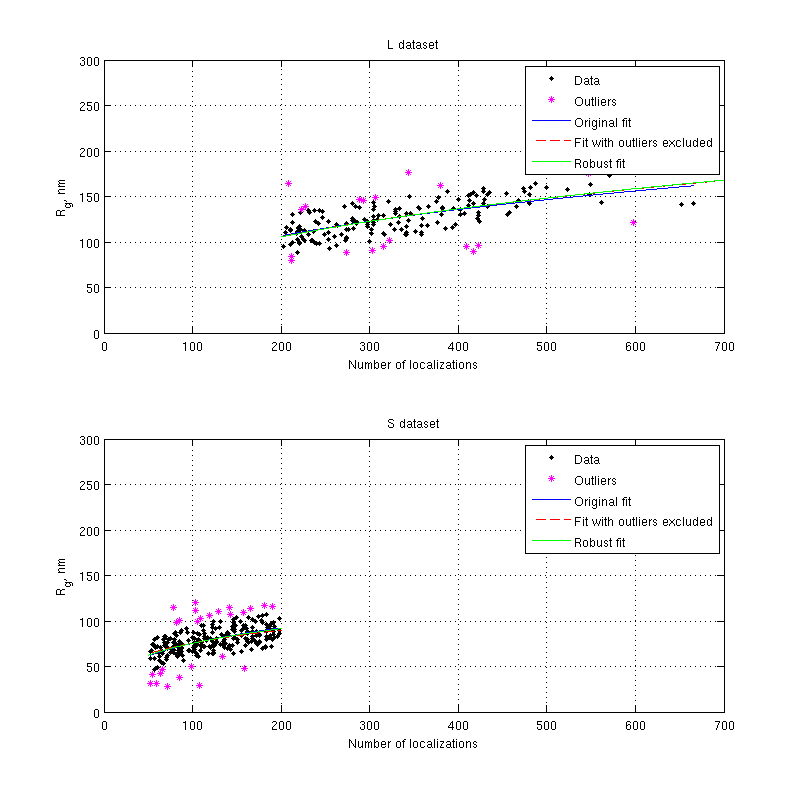 L dataset
300
250
200
150
100
50
0
Rg, nm
Data
Outliers
Original fit
Fit with outliers excluded
Robust fit
0 100 200 300 400 500 600 700
Number of localizations
S dataset
300
250
200
150
100
50
0
Rg, nm
Data
Outliers
Original fit
Fit with outliers excluded
Robust fit
0 100 200 300 400 500 600 700
Number of localizations